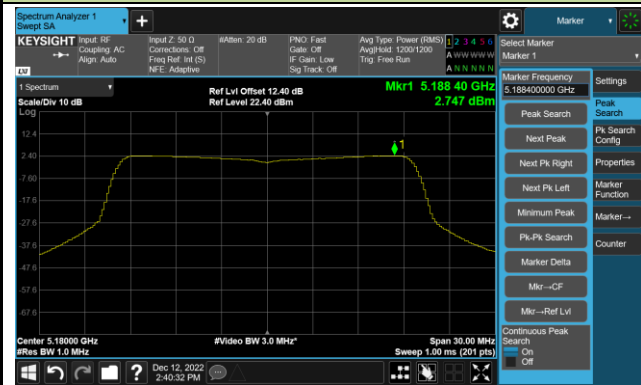 Spectrum Analyzer 1
Swept SA
+
Marker
KEYSIGHT
Input: RF
Coupling: AC
Align: Auto
Input Z: 50 Ω
Corrections: Off
Freq Ref: Int (S)
NFE: Adaptive
#Atten: 20 dB
PNO: Fast
Gate: Off
IF Gain: Low
Sig Track: Off
Avg Type: Power (RMS)
Avg|Hold: 1200/1200
Trig: Free Run
1 2 3 4 5 6
A W W W W W
A N N N N N
LXI
Select Marker
Marker 1
1 Spectrum
Scale/Div 10 dB
Log
Ref Lvl Offset 12.40 dB
Ref Level 22.40 dBm
Mkr1 5.188 40 GHz
2.747 dBm
12.4
2.40
-7.60
-17.6
-27.6
-37.6
-47.6
-57.6
-67.6
1
Center 5.18000 GHz
#Res BW 1.0 MHz
#Video BW 3.0 MHz*
Span 30.00 MHz
Sweep 1.00 ms (201 pts)
Marker Frequency
5.188400000 GHz
Peak Search
Next Peak
Next Pk Right
Next Pk Left
Minimum Peak
Pk-Pk Search
Marker Delta
Mkr→CF
Mkr→Ref Lvl
Continuous Peak
Search
On
Off
Settings
Peak
Search
Pk Search
Config
Properties
Marker
Function
Marker→
Counter
Dec 12, 2022
2:40:32 PM